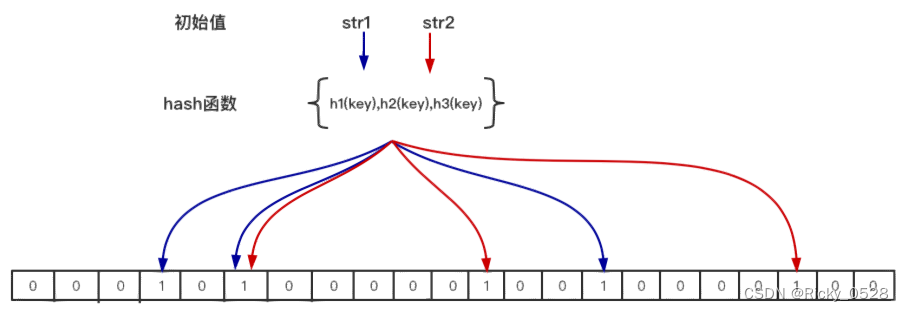 初始值 str1 str2
hash函数 { h1(key),h2(key),h3(key) }
0 0 0 1 0 1 0 0 0 0 0 1 0 0 1 0 0 0 0 1 0 0
CSDN @Ricky_0528